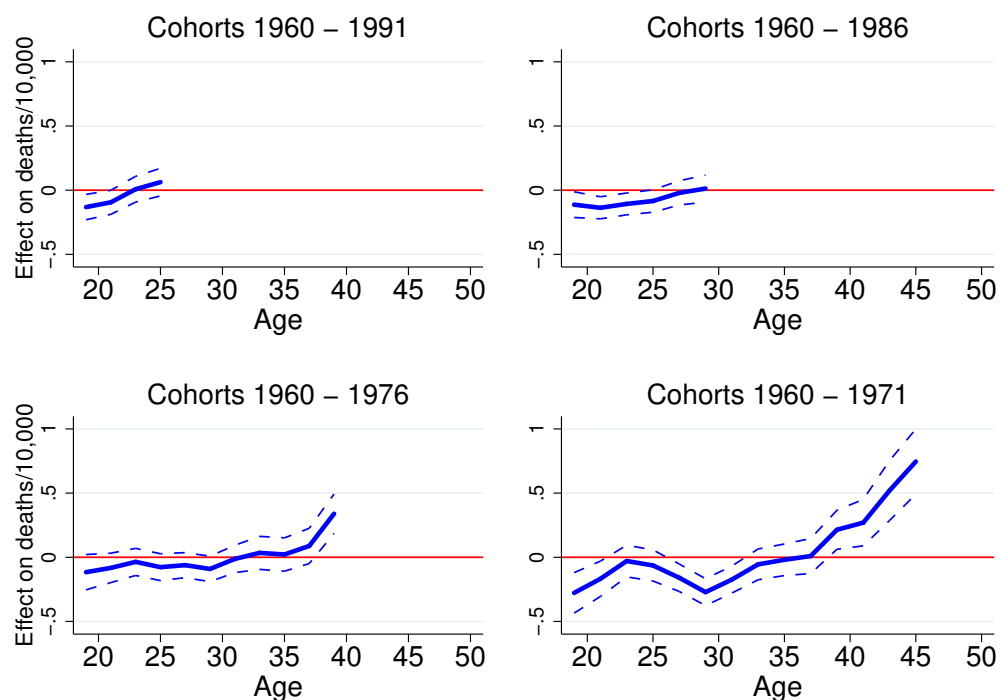 Cohorts 1960 − 1991
Effect on deaths/10,000
1
.5
0
−.5
20 25 30 35 40 45 50
Age
Cohorts 1960 − 1986
1
.5
0
−.5
20 25 30 35 40 45 50
Age
Cohorts 1960 − 1976
Effect on deaths/10,000
1
.5
0
−.5
20 25 30 35 40 45 50
Age
Cohorts 1960 − 1971
1
.5
0
−.5
20 25 30 35 40 45 50
Age